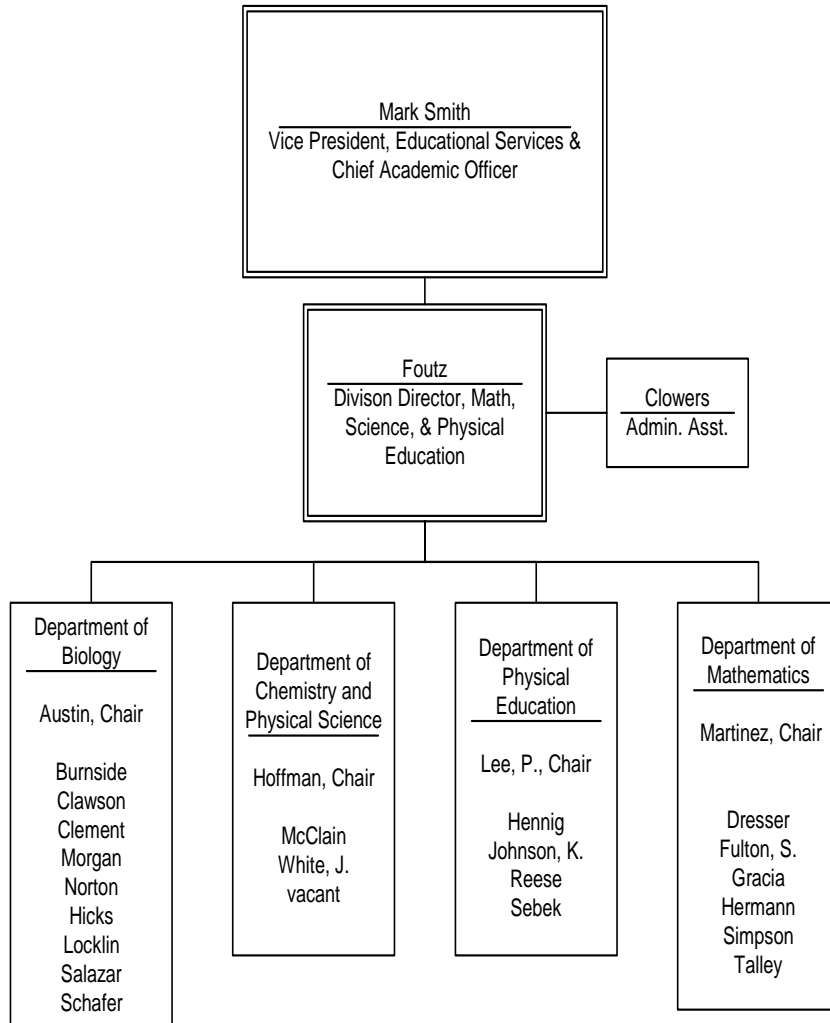 Mark Smith
Vice President, Educational Services &
Chief Academic Officer
Foutz
Divison Director, Math,
Science, & Physical
Education
Clowers
Admin. Asst.
Department of
Biology
Austin, Chair
Burnside
Clawson
Clement
Morgan
Norton
Hicks
Locklin
Salazar
Schafer
Department of
Chemistry and
Physical Science
Hoffman, Chair
McClain
White, J.
vacant
Department of
Physical
Education
Lee, P., Chair
Hennig
Johnson, K.
Reese
Sebek
Department of
Mathematics
Martinez, Chair
Dresser
Fulton, S.
Gracia
Hermann
Simpson
Talley